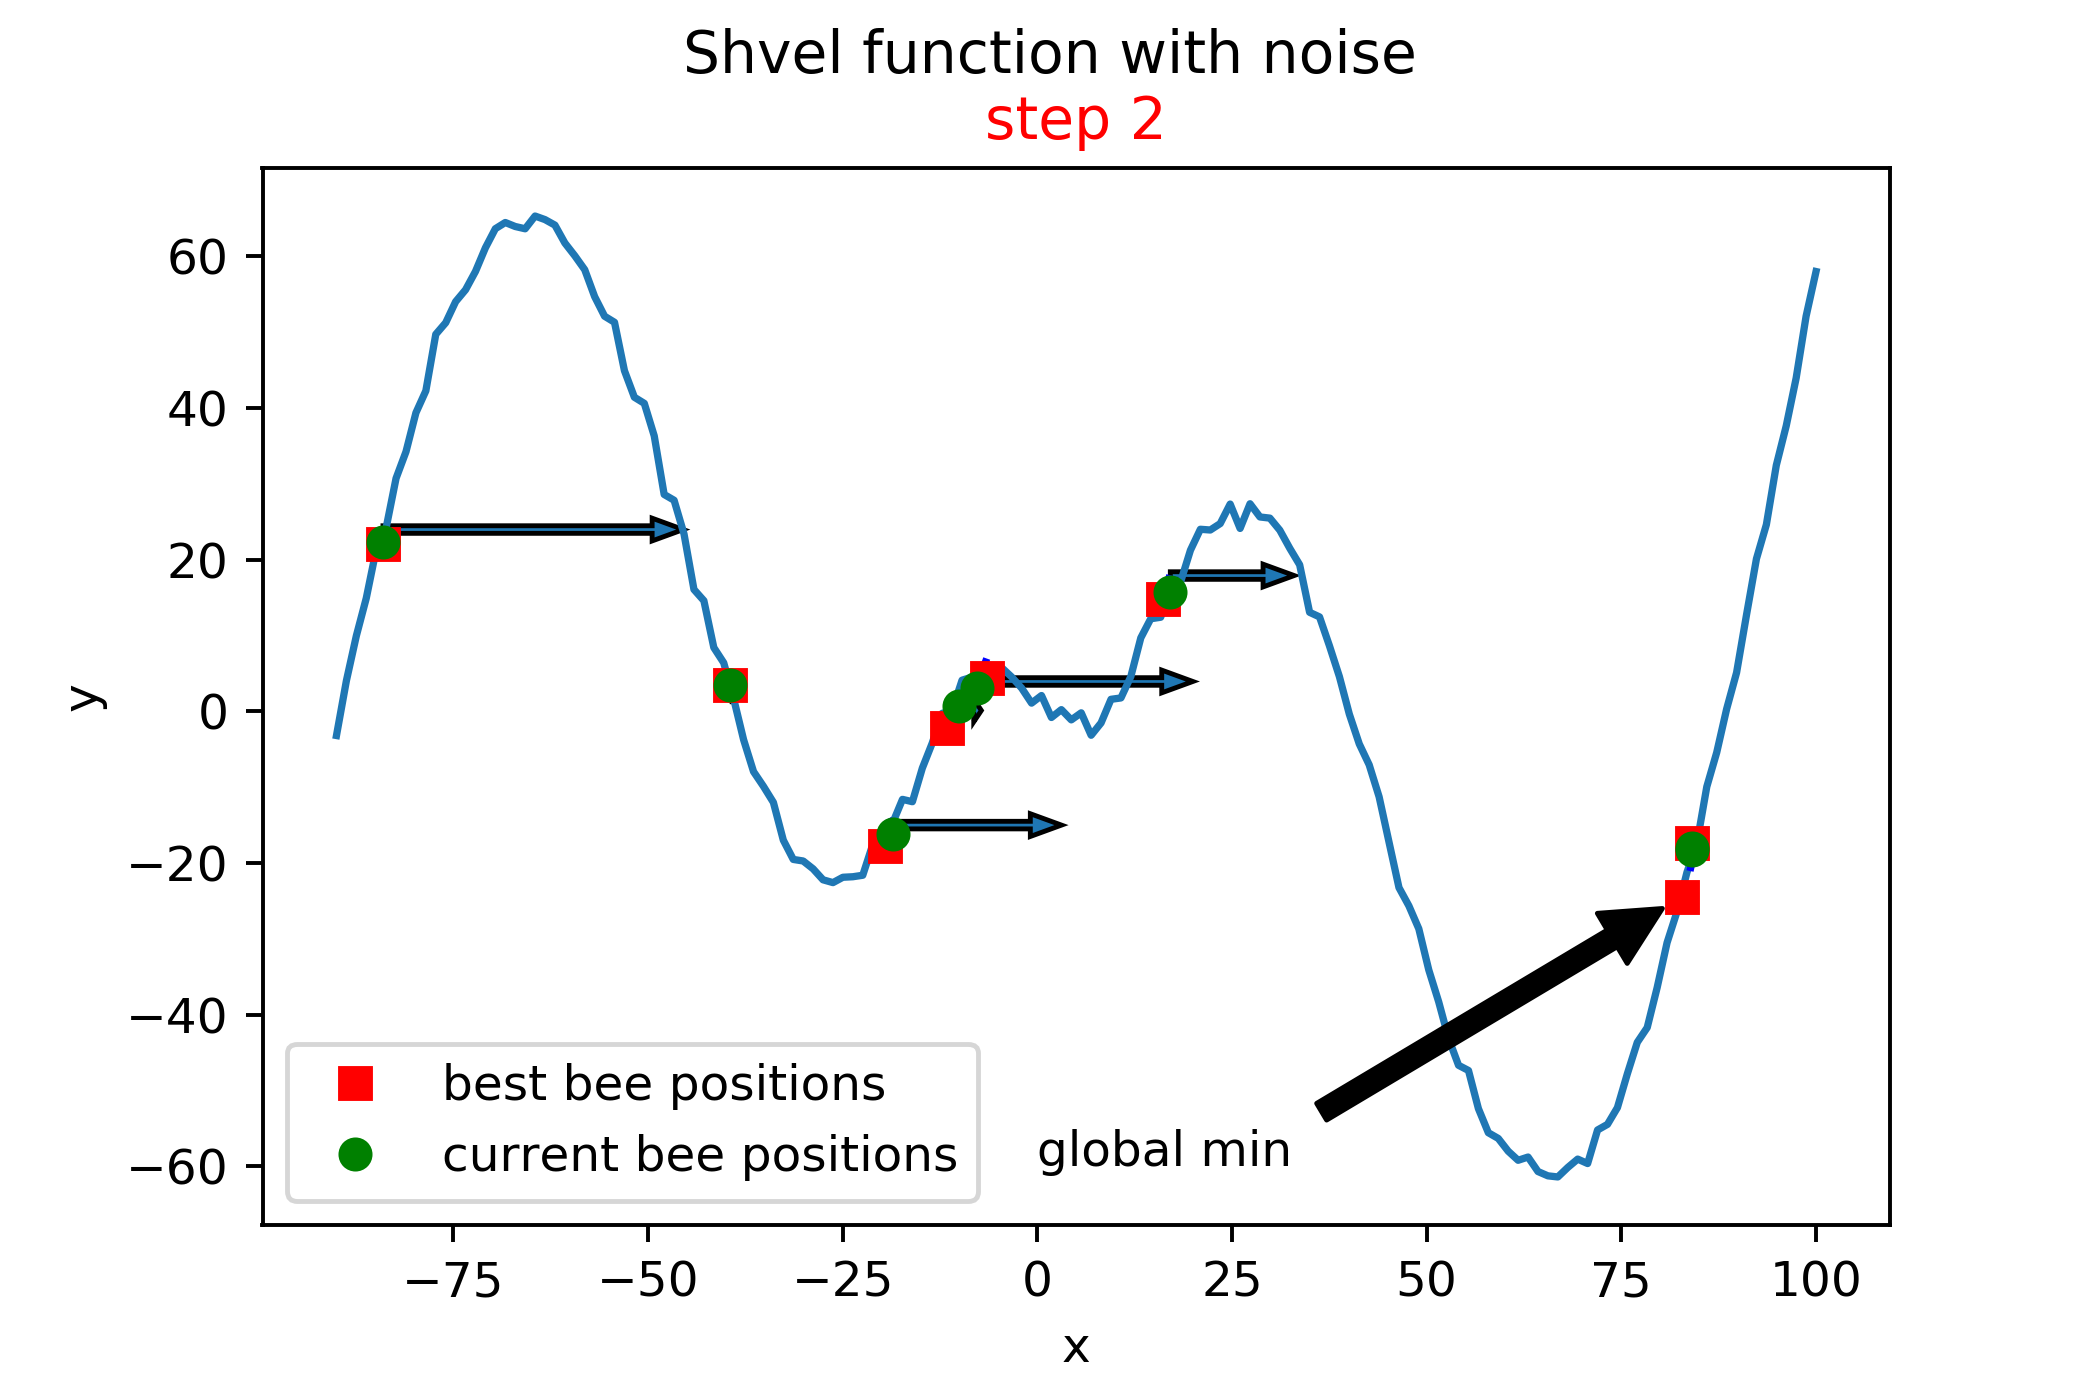 Shvel function with noise
step 2
60
40
20
0
−20
−40
−60
y
best bee positions
current bee positions
global min
−75 −50 −25 0 25 50 75 100
x